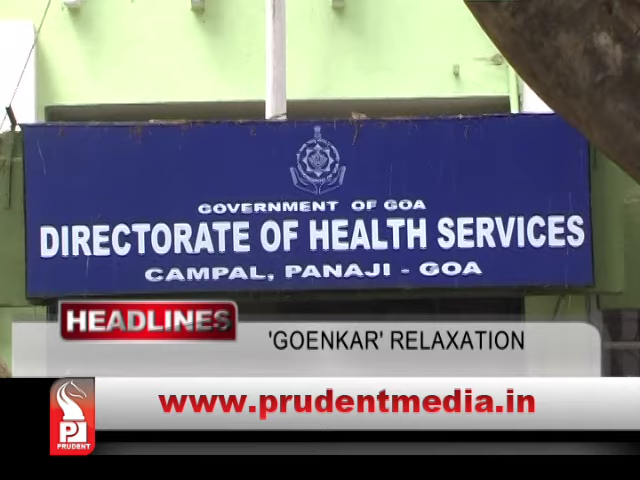 GOVERNMENT OF GOA
DIRECTORATE OF HEALTH SERVICES
CAMPAL, PANAJI - GOA
HEADLINES
'GOENKAR' RELAXATION
www.prudentmedia.in
PRUDENT